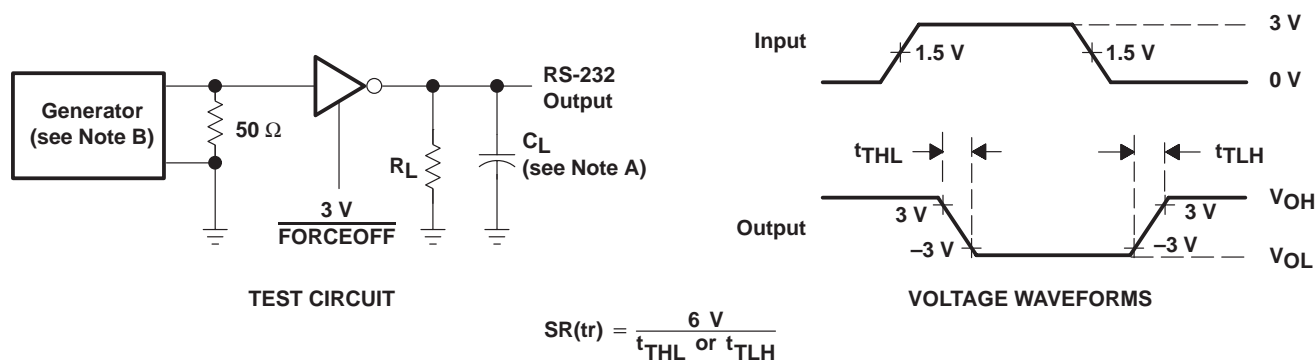 Generator
(see Note B)
50 Ω
3 V
FORCEOFF
RS-232
Output
RL
CL
(see Note A)
TEST CIRCUIT
Input
1.5 V
1.5 V
3 V
0 V
tTHL
tTLH
Output
3 V
–3 V
3 V
–3 V
VOH
VOL
VOLTAGE WAVEFORMS
SR(tr) = 6 V / tTHL or tTLH